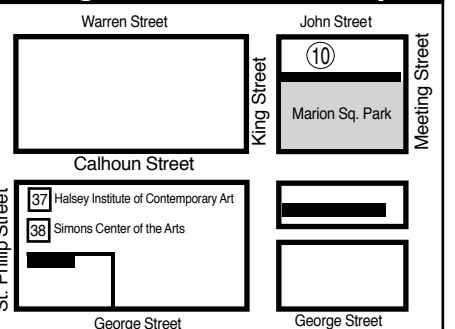 Warren Street
John Street
10
King Street
Meeting Street
Marion Sq. Park
Calhoun Street
37 Halsey Institute of Contemporary Art
38 Simons Center of the Arts
St. Philip Street
George Street
George Street